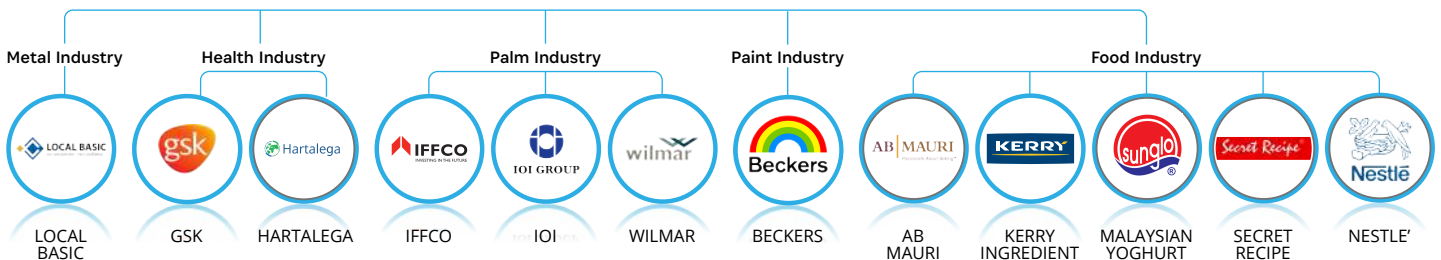 Metal Industry
Health Industry
Palm Industry
Paint Industry
Food Industry
LOCAL BASIC
gsk
Hartalega
IFFCO
INVESTING IN THE FUTURE
IOI GROUP
wilmar
Beckers
AB MAURI
KERRY
sunglo
®
Secret Recipe
Nestlé
LOCAL
BASIC
GSK
HARTALEGA
IFFCO
IOI
WILMAR
BECKERS
AB
MAURI
KERRY
INGREDIENT
MALAYSIAN
YOGHURT
SECRET
RECIPE
NESTLE’